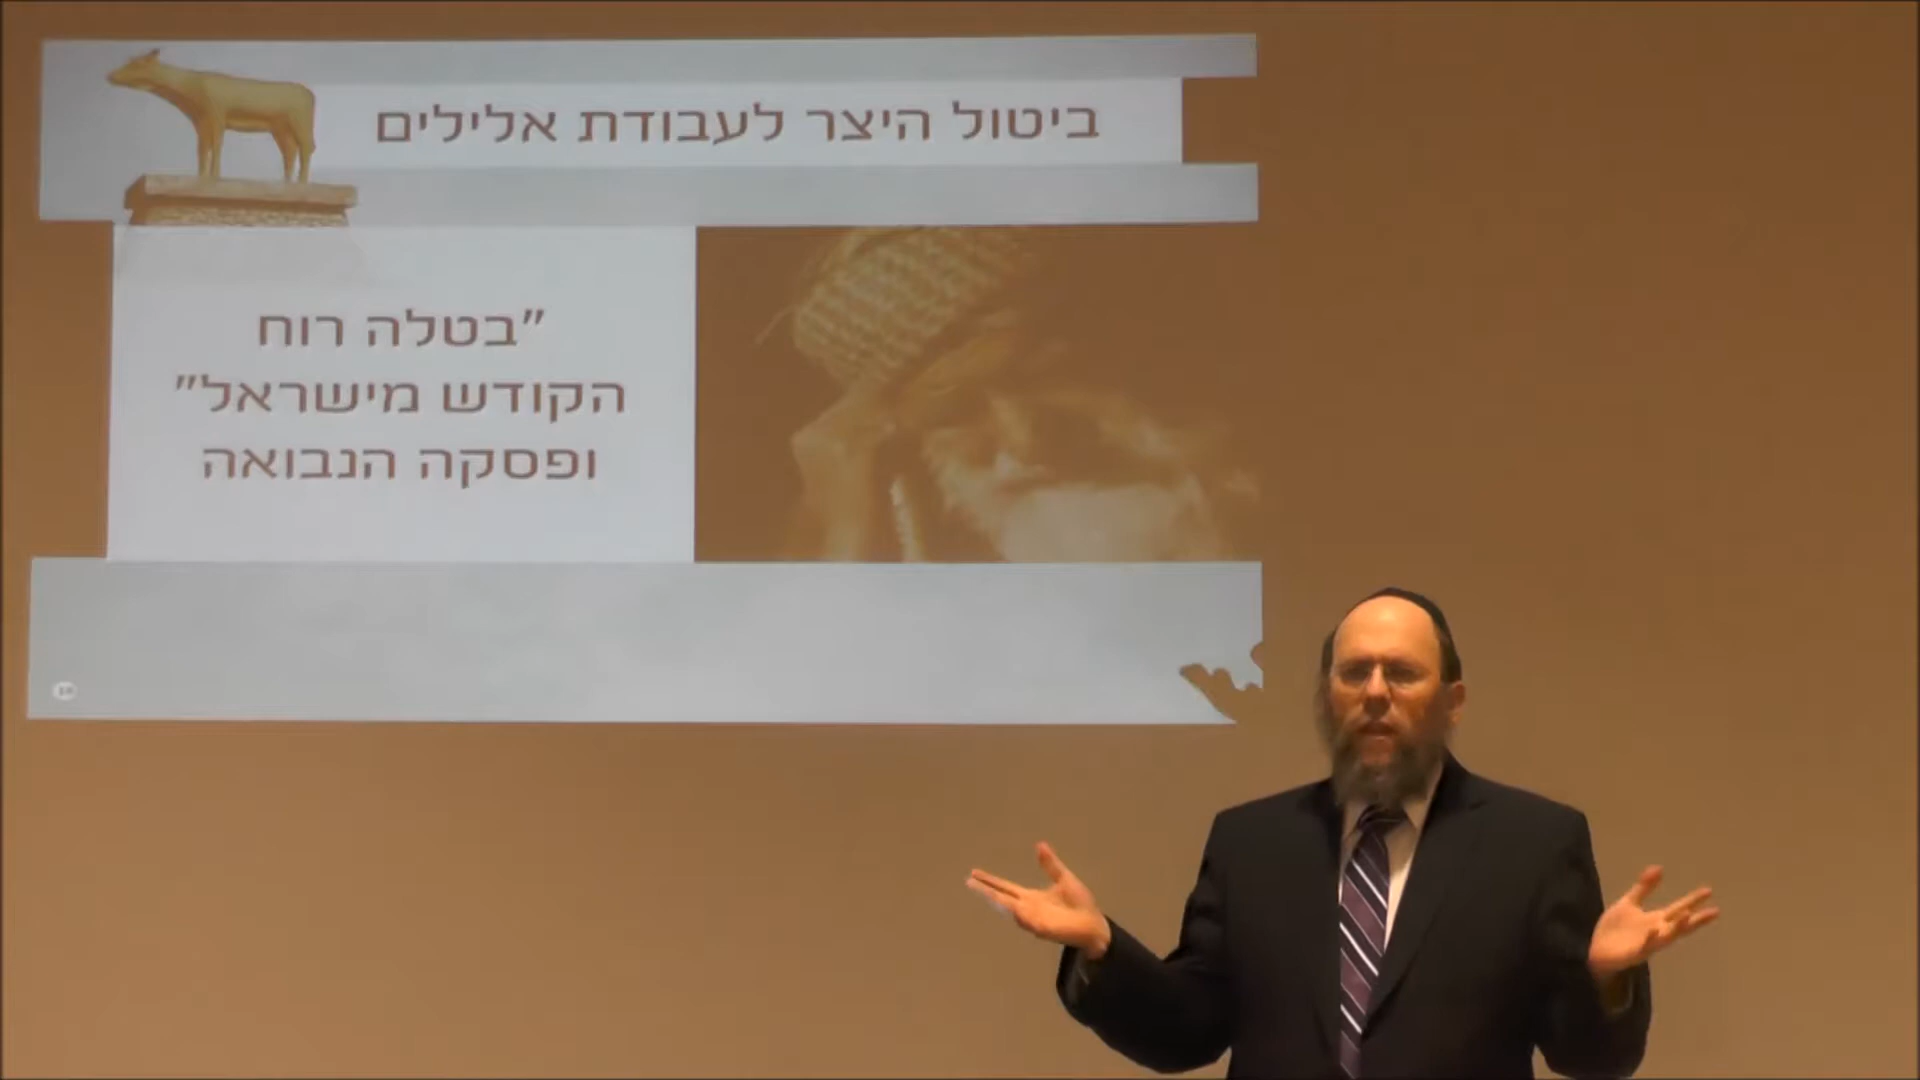 ביטול היצר לעבודת אלילים
"בטלה רוח
הקודש מישראל"
ופסקה הנבואה